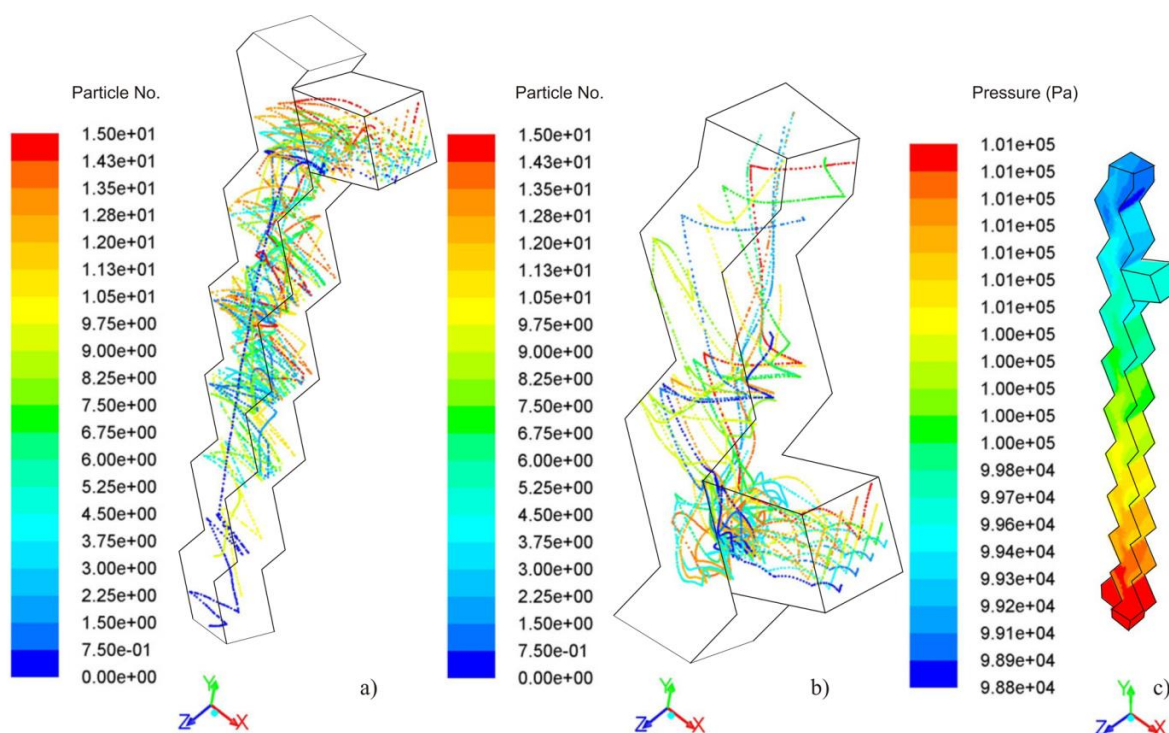 Particle No.
1.50e+01
1.43e+01
1.35e+01
1.28e+01
1.20e+01
1.13e+01
1.05e+01
9.75e+00
9.00e+00
8.25e+00
7.50e+00
6.75e+00
6.00e+00
5.25e+00
4.50e+00
3.75e+00
3.00e+00
2.25e+00
1.50e+00
7.50e-01
0.00e+00
Y
Z
X
a)
Particle No.
1.50e+01
1.43e+01
1.35e+01
1.28e+01
1.20e+01
1.13e+01
1.05e+01
9.75e+00
9.00e+00
8.25e+00
7.50e+00
6.75e+00
6.00e+00
5.25e+00
4.50e+00
3.75e+00
3.00e+00
2.25e+00
1.50e+00
7.50e-01
0.00e+00
Y
Z
X
b)
Pressure (Pa)
1.01e+05
1.01e+05
1.01e+05
1.01e+05
1.01e+05
1.01e+05
1.01e+05
1.00e+05
1.00e+05
1.00e+05
1.00e+05
1.00e+05
9.98e+04
9.97e+04
9.96e+04
9.94e+04
9.93e+04
9.92e+04
9.91e+04
9.89e+04
9.88e+04
Y
Z
X
c)